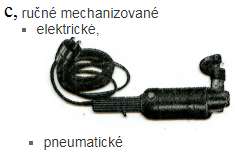 C, ručné mechanizované
▪ elektrické,
▪ pneumatické